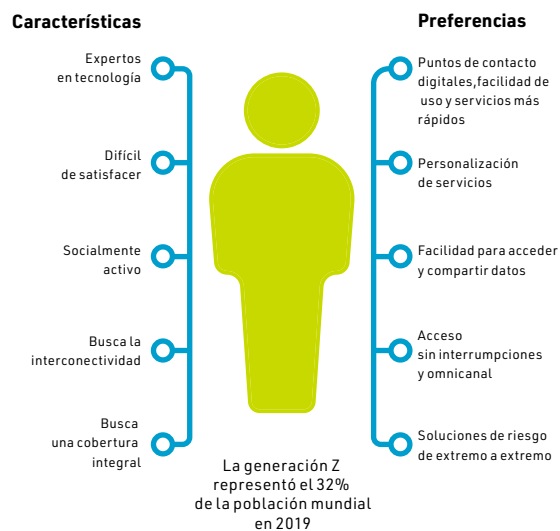 Características
Expertos
en tecnología
Difícil
de satisfacer
Socialmente
activo
Busca la
interconectividad
Busca
una cobertura
integral
Preferencias
Puntos de contacto
digitales,facilidad de
uso y servicios más
rápidos
Personalización
de servicios
Facilidad para acceder
y compartir datos
Acceso
sin interrumpciones
y omnicanal
Soluciones de riesgo
de extremo a extremo
La generación Z
representó el 32%
de la población mundial
en 2019